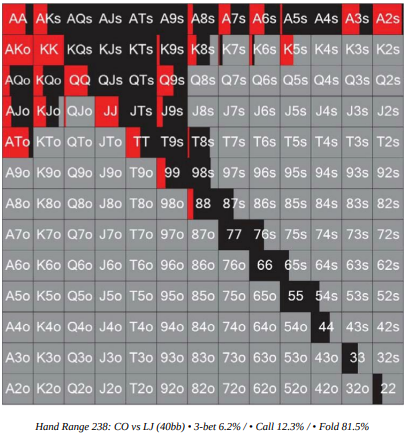 AA AKs AQs AJs ATs A9s A8s A7s A6s A5s A4s A3s A2s
AKo KK KQs KJs KTs K9s K8s K7s K6s K5s K4s K3s K2s
AQo KQo QQ QJs QTs Q9s Q8s Q7s Q6s Q5s Q4s Q3s Q2s
AJo KJo QJo JJ JTs J9s J8s J7s J6s J5s J4s J3s J2s
ATo KTo QTo JTo TT T9s T8s T7s T6s T5s T4s T3s T2s
A9o K9o Q9o J9o T9o 99 98s 97s 96s 95s 94s 93s 92s
A8o K8o Q8o J8o T8o 98o 88 87s 86s 85s 84s 83s 82s
A7o K7o Q7o J7o T7o 97o 87o 77 76s 75s 74s 73s 72s
A6o K6o Q6o J6o T6o 96o 86o 76o 66 65s 64s 63s 62s
A5o K5o Q5o J5o T5o 95o 85o 75o 65o 55 54s 53s 52s
A4o K4o Q4o J4o T4o 94o 84o 74o 64o 54o 44 43s 42s
A3o K3o Q3o J3o T3o 93o 83o 73o 63o 53o 43o 33 32s
A2o K2o Q2o J2o T2o 92o 82o 72o 62o 52o 42o 32o 22
Hand Range 238: CO vs LJ (40bb) • 3-bet 6.2% / • Call 12.3% / • Fold 81.5%